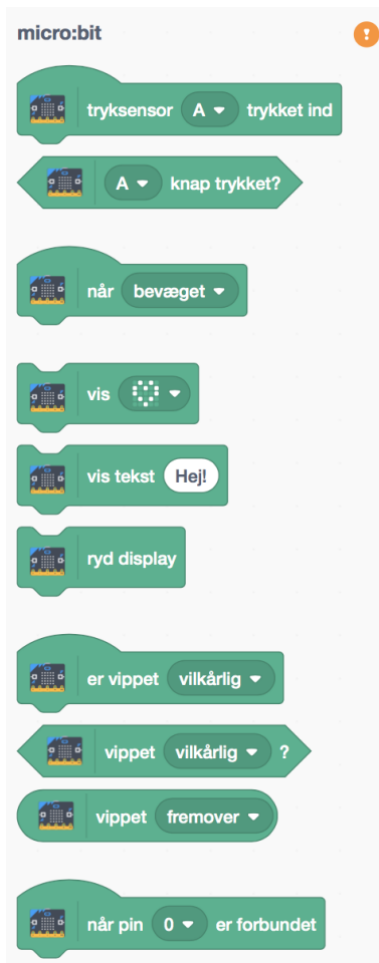 micro:bit
tryksensor A trykket ind
A knap trykket?
når bevæget
vis
vis tekst Hej!
ryd display
er vippet vilkårlig
vippet vilkårlig ?
vippet fremover
når pin 0 er forbundet